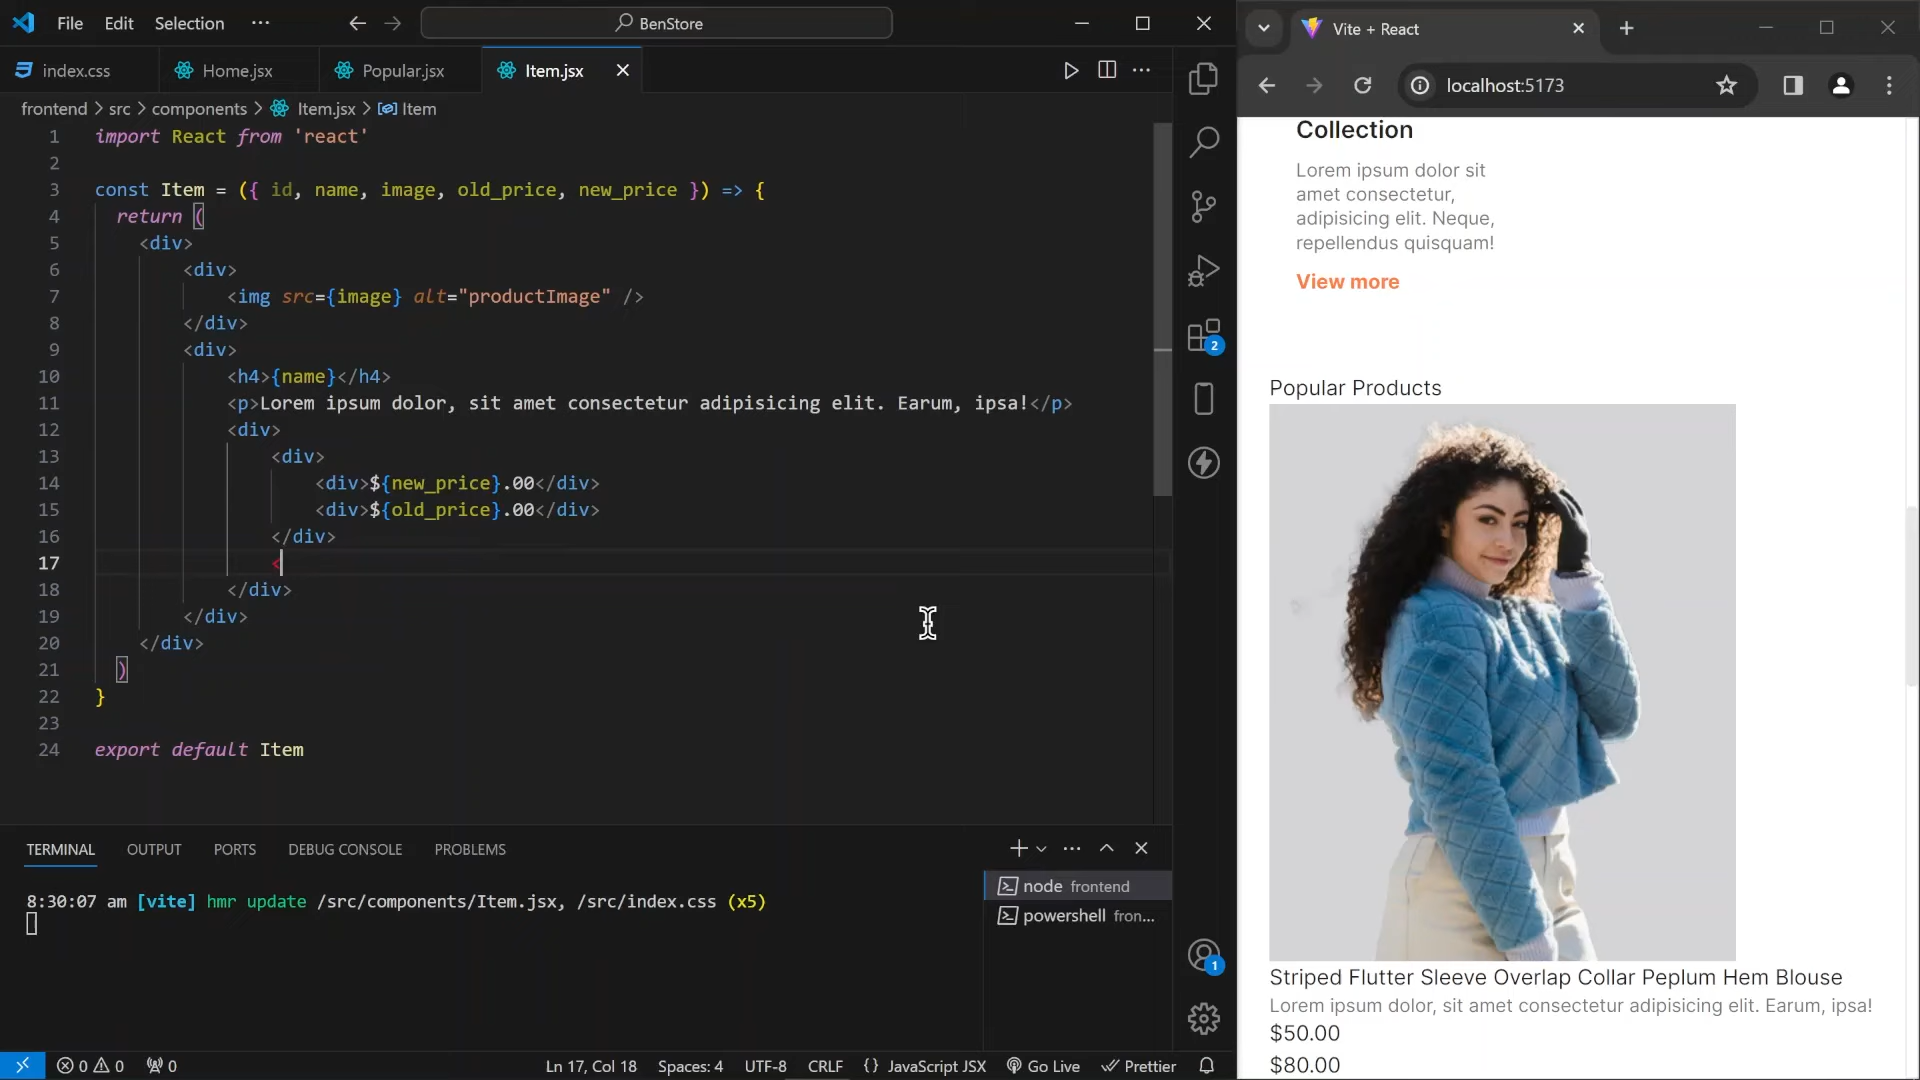 File Edit Selection ··· BenStore
index.css Home.jsx Popular.jsx Item.jsx
frontend > src > components > Item.jsx > Item
1 import React from 'react'
2
3 const Item = ({ id, name, image, old_price, new_price }) => {
4 return (
5 <div>
6 <div>
7 <img src={image} alt="productImage" />
8 </div>
9 <div>
10 <h4>{name}</h4>
11 <p>Lorem ipsum dolor, sit amet consectetur adipisicing elit. Earum, ipsa!</p>
12 <div>
13 <div>
14 <div>${new_price}.00</div>
15 <div>${old_price}.00</div>
16 </div>
17 <
18 </div>
19 </div>
20 </div>
21 )
22 }
23
24 export default Item
TERMINAL OUTPUT PORTS DEBUG CONSOLE PROBLEMS
8:30:07 am [vite] hmr update /src/components/Item.jsx, /src/index.css (x5)
node frontend
powershell fron...
2
1
0 0 0 Ln 17, Col 18 Spaces: 4 UTF-8 CRLF {} JavaScript JSX Go Live Prettier
Vite + React
localhost:5173
Collection
Lorem ipsum dolor sit
amet consectetur,
adipisicing elit. Neque,
repellendus quisquam!
View more
Popular Products
Striped Flutter Sleeve Overlap Collar Peplum Hem Blouse
Lorem ipsum dolor, sit amet consectetur adipisicing elit. Earum, ipsa!
$50.00
$80.00